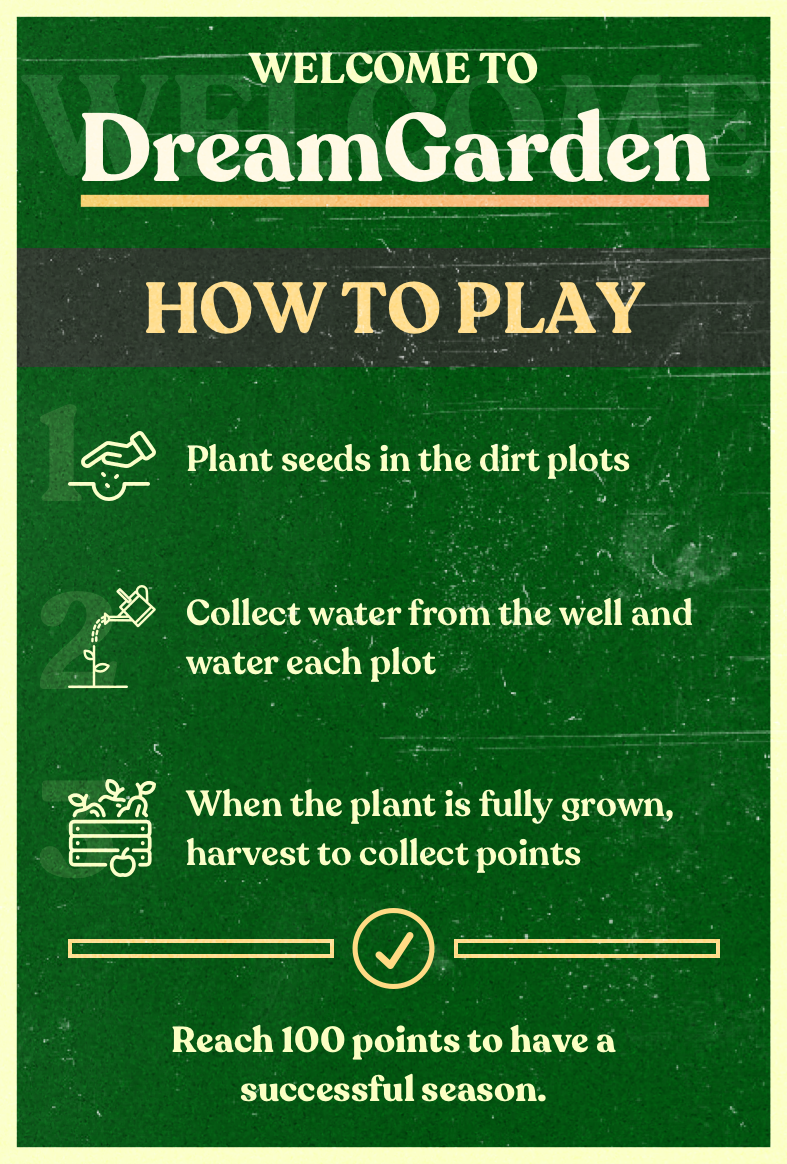 WELCOME TO
DreamGarden
HOW TO PLAY
1
Plant seeds in the dirt plots
2
Collect water from the well and
water each plot
3
When the plant is fully grown,
harvest to collect points
Reach 100 points to have a
successful season.